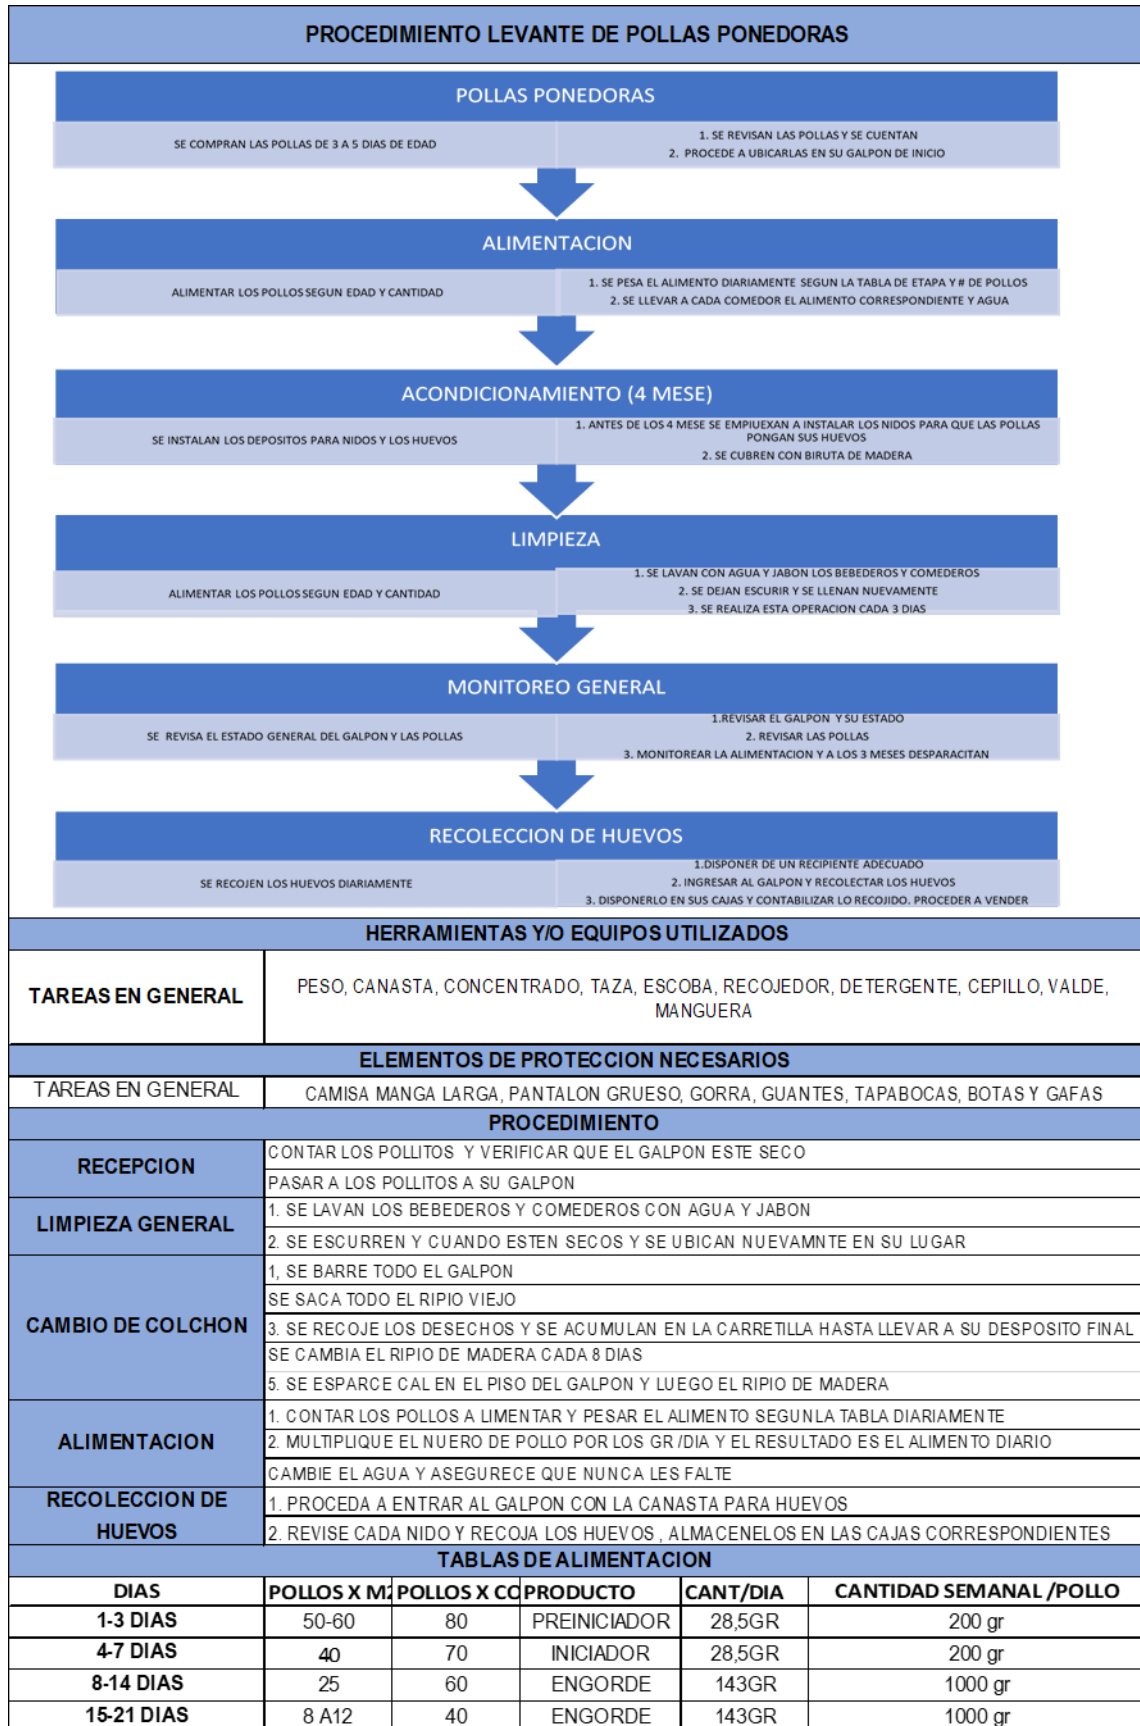 PROCEDIMIENTO LEVANTE DE POLLAS PONEDORAS
POLLAS PONEDORAS
SE COMPRAN LAS POLLAS DE 3 A 5 DIAS DE EDAD
1. SE REVISAN LAS POLLAS Y SE CUENTAN
2. PROCEDE A UBICARLAS EN SU GALPON DE INICIO
ALIMENTACION
ALIMENTAR LOS POLLOS SEGUN EDAD Y CANTIDAD
1. SE PESA EL ALIMENTO DIARIAMENTE SEGUN LA TABLA DE ETAPA Y # DE POLLOS
2. SE LLEVAR A CADA COMEDOR EL ALIMENTO CORRESPONDIENTE Y AGUA
ACONDICIONAMIENTO (4 MESE)
SE INSTALAN LOS DEPOSITOS PARA NIDOS Y LOS HUEVOS
1. ANTES DE LOS 4 MESE SE EMPIUEXAN A INSTALAR LOS NIDOS PARA QUE LAS POLLAS
PONGAN SUS HUEVOS
2. SE CUBREN CON BIRUTA DE MADERA
LIMPIEZA
ALIMENTAR LOS POLLOS SEGUN EDAD Y CANTIDAD
1. SE LAVAN CON AGUA Y JABON LOS BEBEDEROS Y COMEDEROS
2. SE DEJAN ESCURIR Y SE LLENAN NUEVAMENTE
3. SE REALIZA ESTA OPERACION CADA 3 DIAS
MONITOREO GENERAL
SE REVISA EL ESTADO GENERAL DEL GALPON Y LAS POLLAS
1.REVISAR EL GALPON Y SU ESTADO
2. REVISAR LAS POLLAS
3. MONITOREAR LA ALIMENTACION Y A LOS 3 MESES DESPARACITAN
RECOLECCION DE HUEVOS
SE RECOJEN LOS HUEVOS DIARIAMENTE
1.DISPONER DE UN RECIPIENTE ADECUADO
2. INGRESAR AL GALPON Y RECOLECTAR LOS HUEVOS
3. DISPONERLO EN SUS CAJAS Y CONTABILIZAR LO RECOJIDO. PROCEDER A VENDER
HERRAMIENTAS Y/O EQUIPOS UTILIZADOS
TAREAS EN GENERAL
PESO, CANASTA, CONCENTRADO, TAZA, ESCOBA, RECOJEDOR, DETERGENTE, CEPILLO, VALDE,
MANGUERA
ELEMENTOS DE PROTECCION NECESARIOS
TAREAS EN GENERAL
CAMISA MANGA LARGA, PANTALON GRUESO, GORRA, GUANTES, TAPABOCAS, BOTAS Y GAFAS
PROCEDIMIENTO
RECEPCION
CONTAR LOS POLLITOS Y VERIFICAR QUE EL GALPON ESTE SECO
PASAR A LOS POLLITOS A SU GALPON
LIMPIEZA GENERAL
1. SE LAVAN LOS BEBEDEROS Y COMEDEROS CON AGUA Y JABON
2. SE ESCURREN Y CUANDO ESTEN SECOS Y SE UBICAN NUEVAMNTE EN SU LUGAR
CAMBIO DE COLCHON
1, SE BARRE TODO EL GALPON
SE SACA TODO EL RIPIO VIEJO
3. SE RECOJE LOS DESECHOS Y SE ACUMULAN EN LA CARRETILLA HASTA LLEVAR A SU DESPOSITO FINAL
SE CAMBIA EL RIPIO DE MADERA CADA 8 DIAS
5. SE ESPARCE CAL EN EL PISO DEL GALPON Y LUEGO EL RIPIO DE MADERA
ALIMENTACION
1. CONTAR LOS POLLOS A LIMENTAR Y PESAR EL ALIMENTO SEGUNLA TABLA DIARIAMENTE
2. MULTIPLIQUE EL NUERO DE POLLO POR LOS GR /DIA Y EL RESULTADO ES EL ALIMENTO DIARIO
CAMBIE EL AGUA Y ASEGURECE QUE NUNCA LES FALTE
RECOLECCION DE
HUEVOS
1. PROCEDA A ENTRAR AL GALPON CON LA CANASTA PARA HUEVOS
2. REVISE CADA NIDO Y RECOJA LOS HUEVOS , ALMACENELOS EN LAS CAJAS CORRESPONDIENTES
TABLAS DE ALIMENTACION
DIAS POLLOS X M2 POLLOS X CO PRODUCTO CANT/DIA CANTIDAD SEMANAL /POLLO
1-3 DIAS 50-60 80 PREINICIADOR 28,5GR 200 gr
4-7 DIAS 40 70 INICIADOR 28,5GR 200 gr
8-14 DIAS 25 60 ENGORDE 143GR 1000 gr
15-21 DIAS 8 A12 40 ENGORDE 143GR 1000 gr